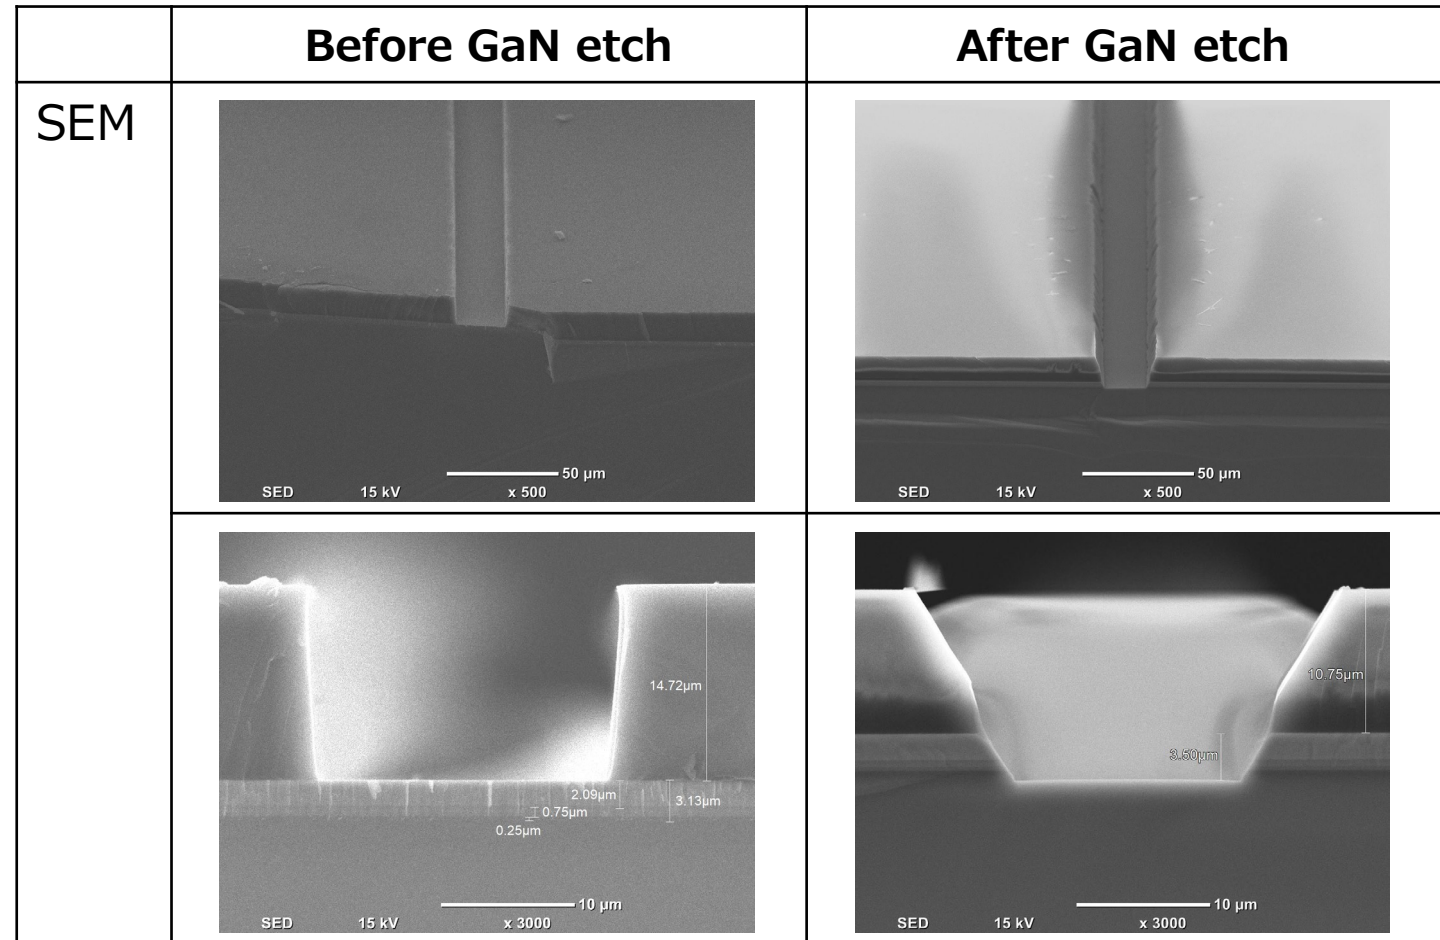 Before GaN etch
After GaN etch
SEM
50 µm
SED 15 kV x 500
50 µm
SED 15 kV x 500
14.72µm
2.09µm
3.13µm
0.75µm
0.25µm
10 µm
SED 15 kV x 3000
10.75µm
3.50µm
10 µm
SED 15 kV x 3000